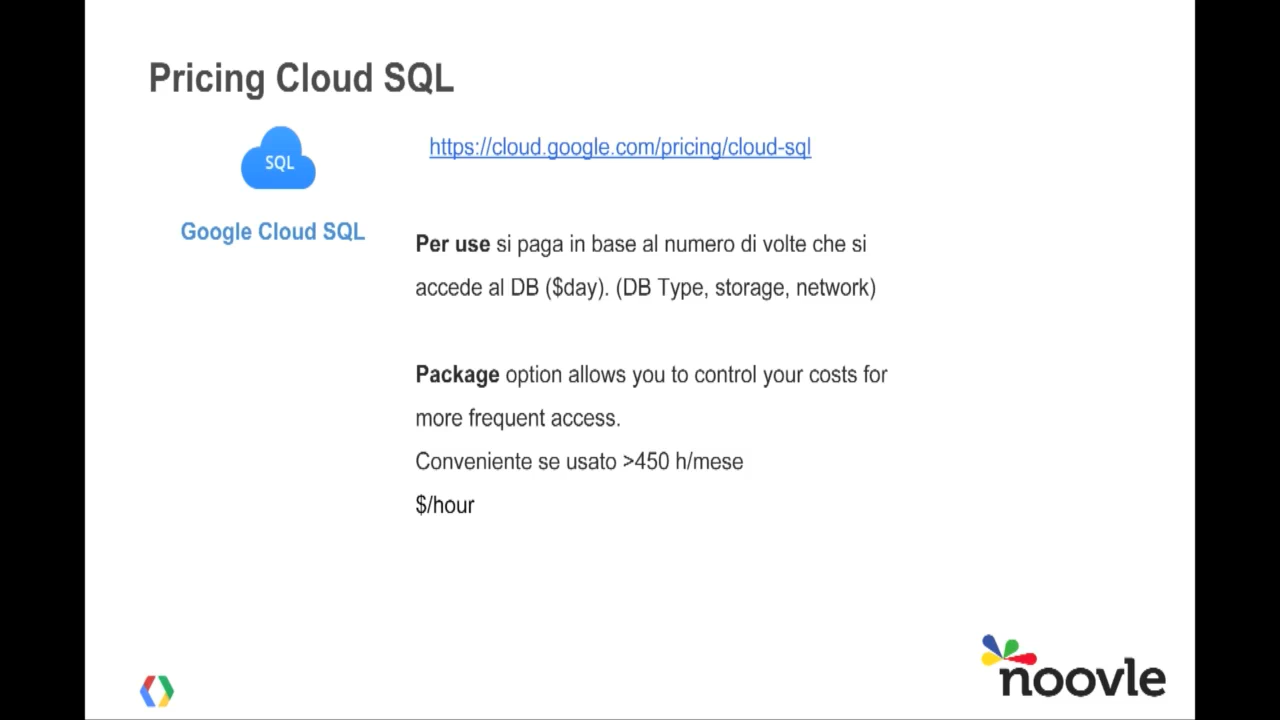 Pricing Cloud SQL
SQL
https://cloud.google.com/pricing/cloud-sql
Google Cloud SQL
Per use si paga in base al numero di volte che si
accede al DB ($day). (DB Type, storage, network)
Package option allows you to control your costs for
more frequent access.
Conveniente se usato >450 h/mese
$/hour
noovle